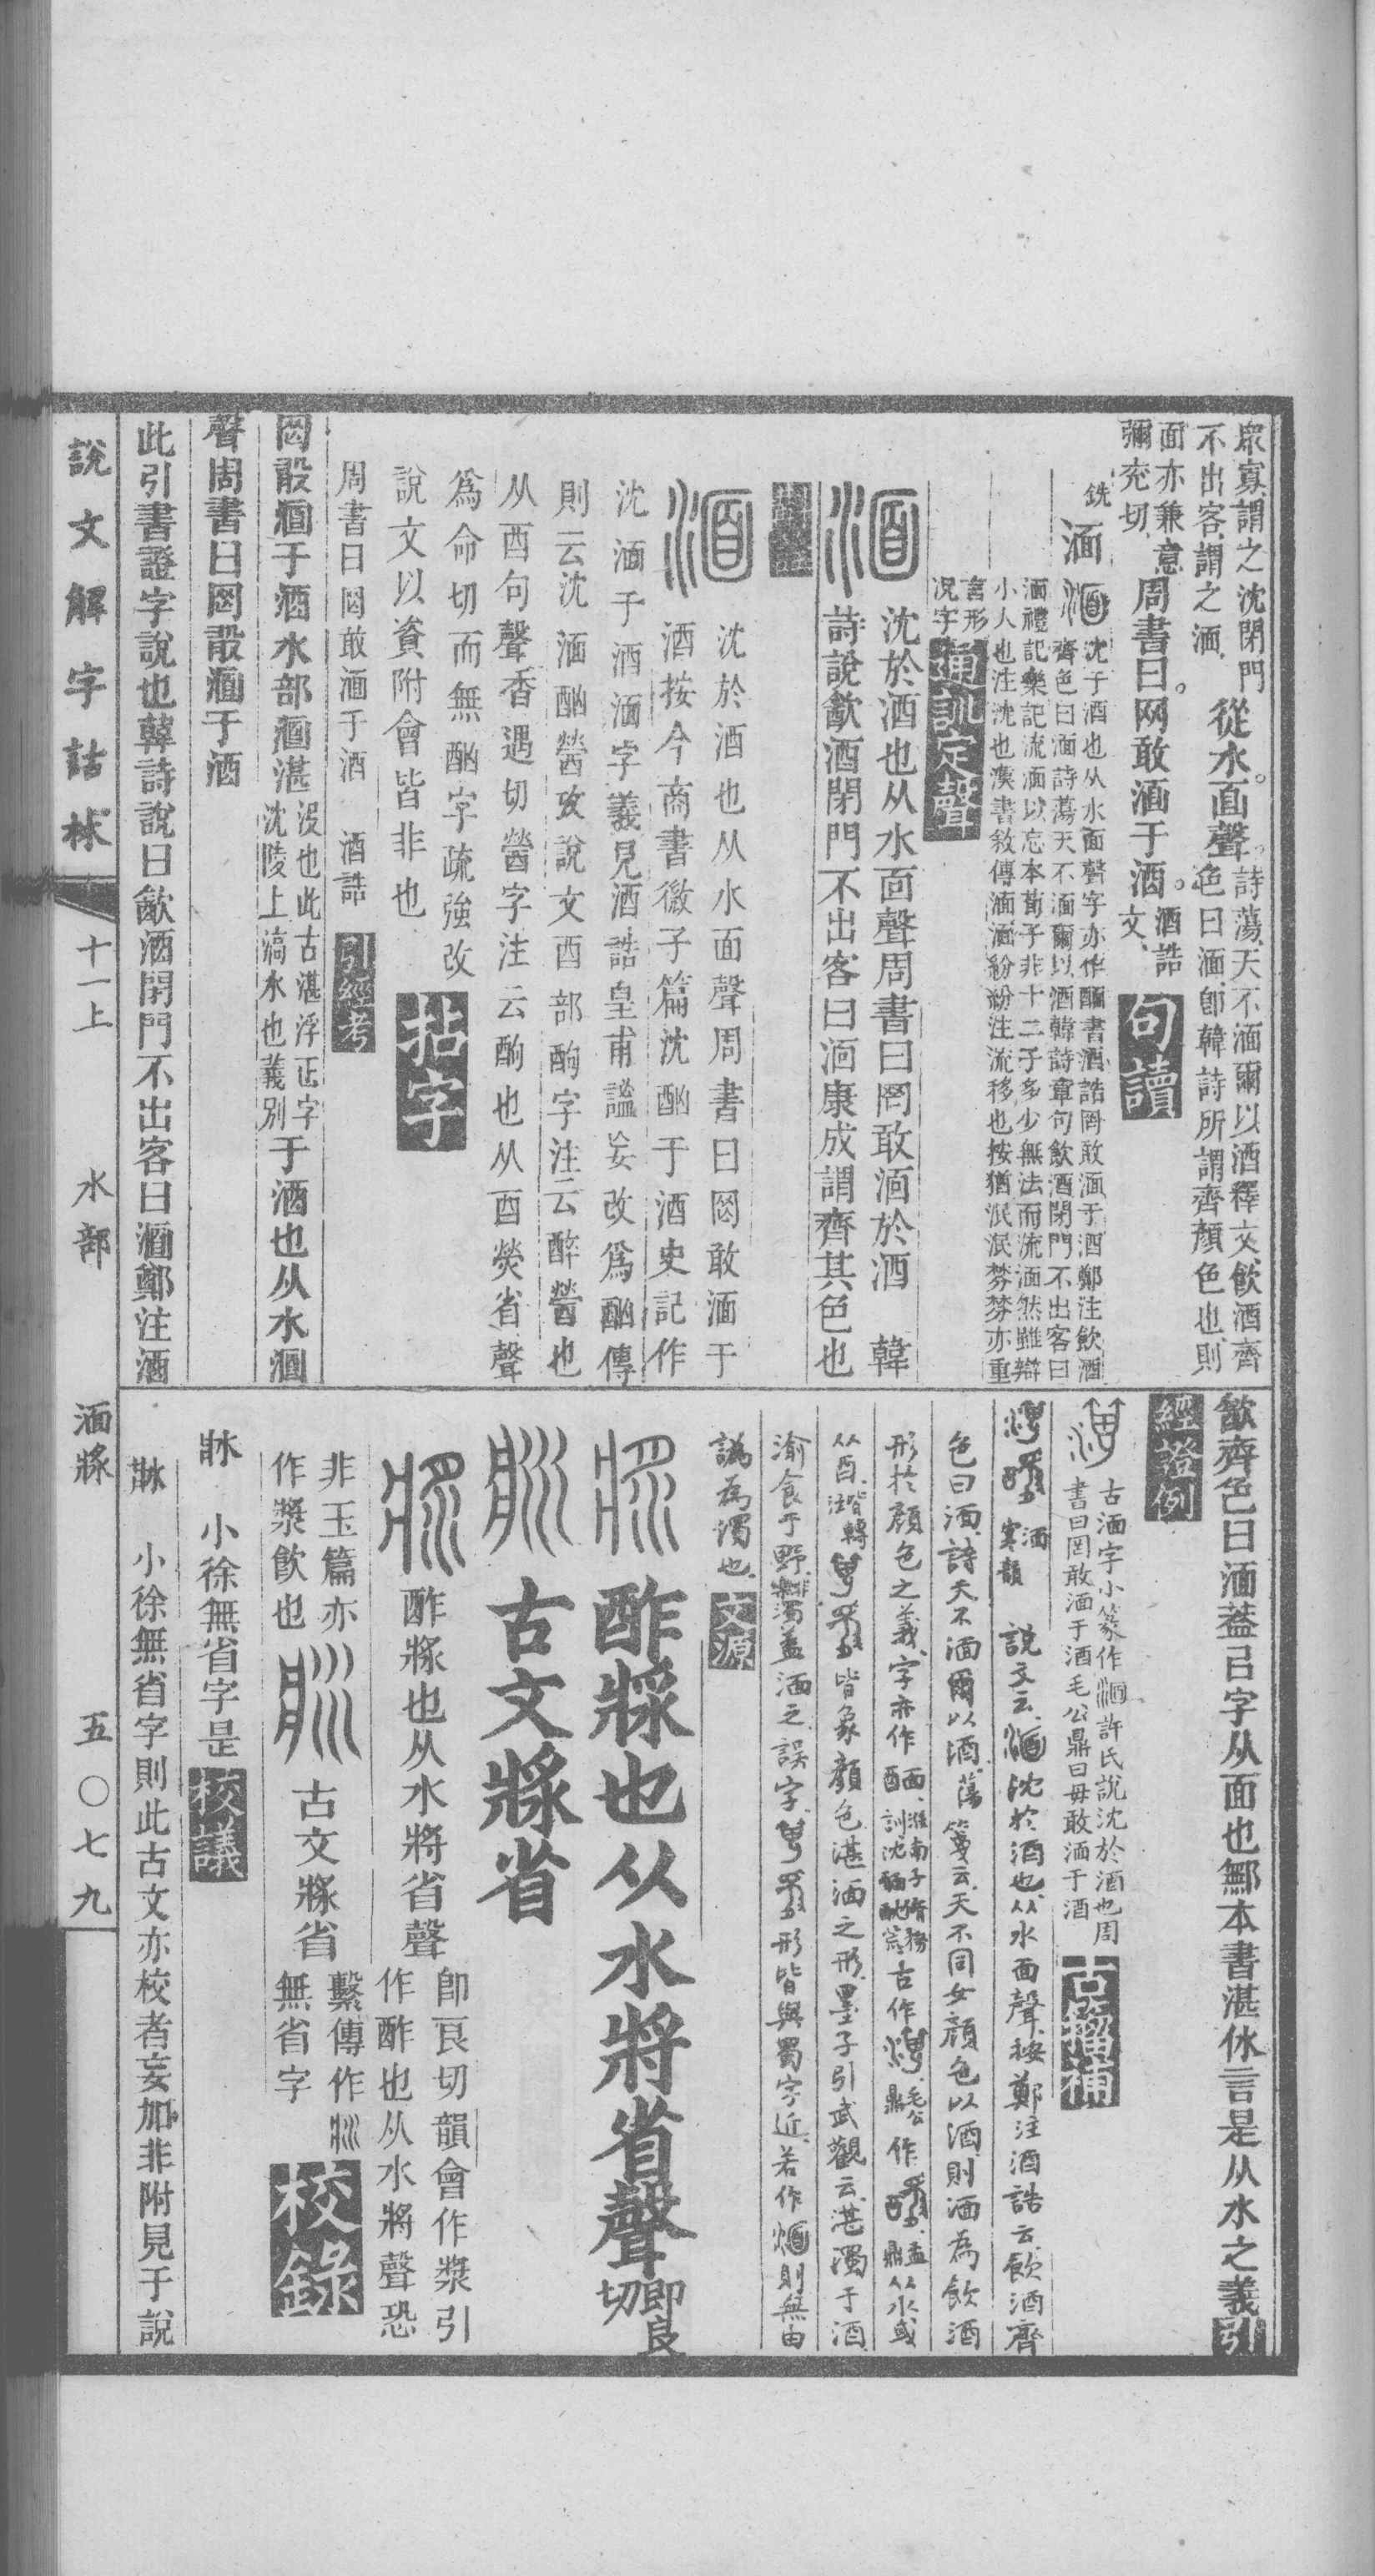 眾寡謂之沈閉門
不出客謂之湎
從水。面聲。
詩蕩、天不湎爾以酒釋文、飲酒齊
色曰湎、卽韓詩所謂齊顏色也、則
面亦兼意
彌兖切
周書曰。网敢湎于酒。
酒誥
文、
句讀
銑
湎
沈于酒也从水面聲字亦作醽書酒誥罔敢湎于酒鄭注飲酒
齊色曰湎詩蕩天不湎爾以酒韓詩章句飲酒閉門不出客曰
湎禮記樂記流湎以忘本荀子非十二子多少無法而流湎然雖辯
小人也注沈也漢書敘傳湎湎紛紛注流移也按猶泯泯棼棼亦重
言形
況字
通訓定聲
沈於酒也从水面聲周書曰罔敢湎於酒　韓
詩說歠酒閉門不出客曰湎康成謂齊其色也
沈於酒也从水面聲周書曰罔敢湎于
酒按今商書微子篇沈酗于酒史記作
沈湎于酒湎字義見酒誥皇甫謐妄改爲酗傳
則云沈湎酗醟攷說文酉部酗字注云醉醟也
从酉句聲香遇切醟字注云酗也从酉熒省聲
爲命切而無酗字疏強改
說文以資附會皆非也
拈字
周書曰罔敢湎于酒　酒誥
引經考
罔敢湎于酒水部湎湛
沒也此古湛浮正字
沈陵上滈水也義別
于酒也从水湎
聲周書曰罔敢湎于酒
此引書證字說也韓詩說曰歠酒閉門不出客曰湎鄭注酒
歠齊色曰湎葢㠯字从面也鄦本書湛休言是从水之義
引
經證例
古湎字小篆作湎許氏說沈於酒也周
書曰罔敢湎于酒毛公鼎曰毋敢湎于酒
古籀補
湎
寒韻
說文云、湎沈於酒也、从水面聲、按鄭注酒誥云、飲酒齊
色曰湎、詩天不湎爾以酒、蕩箋云、天不同女顏色以酒、則湎為飲酒
形於顏色之義、字亦作醽、淮南子脩務訓沈醽耽荒、古作
毛公鼎、作
盂鼎、从水或
从酉、
皆象顏色湛湎之形、墨子引武觀云、湛濁于酒、
渝食于野、濁蓋湎之誤字、
形皆與蜀字近、若作湎則無由
譌為濁也、
文源
酢㯡也从水將省聲
卽良
切
古文㯡省
酢㯡也从水將省聲
卽良切韻會作漿引
作酢也从水將聲恐
非玉篇亦
作漿飲也
古文㯡省
繫傳作
無省字
校錄
小徐無省字是
校議
小徐無省字則此古文亦校者妄加非附見于說
說文解字詁林
十一上　水部　湎㯡　五〇七九